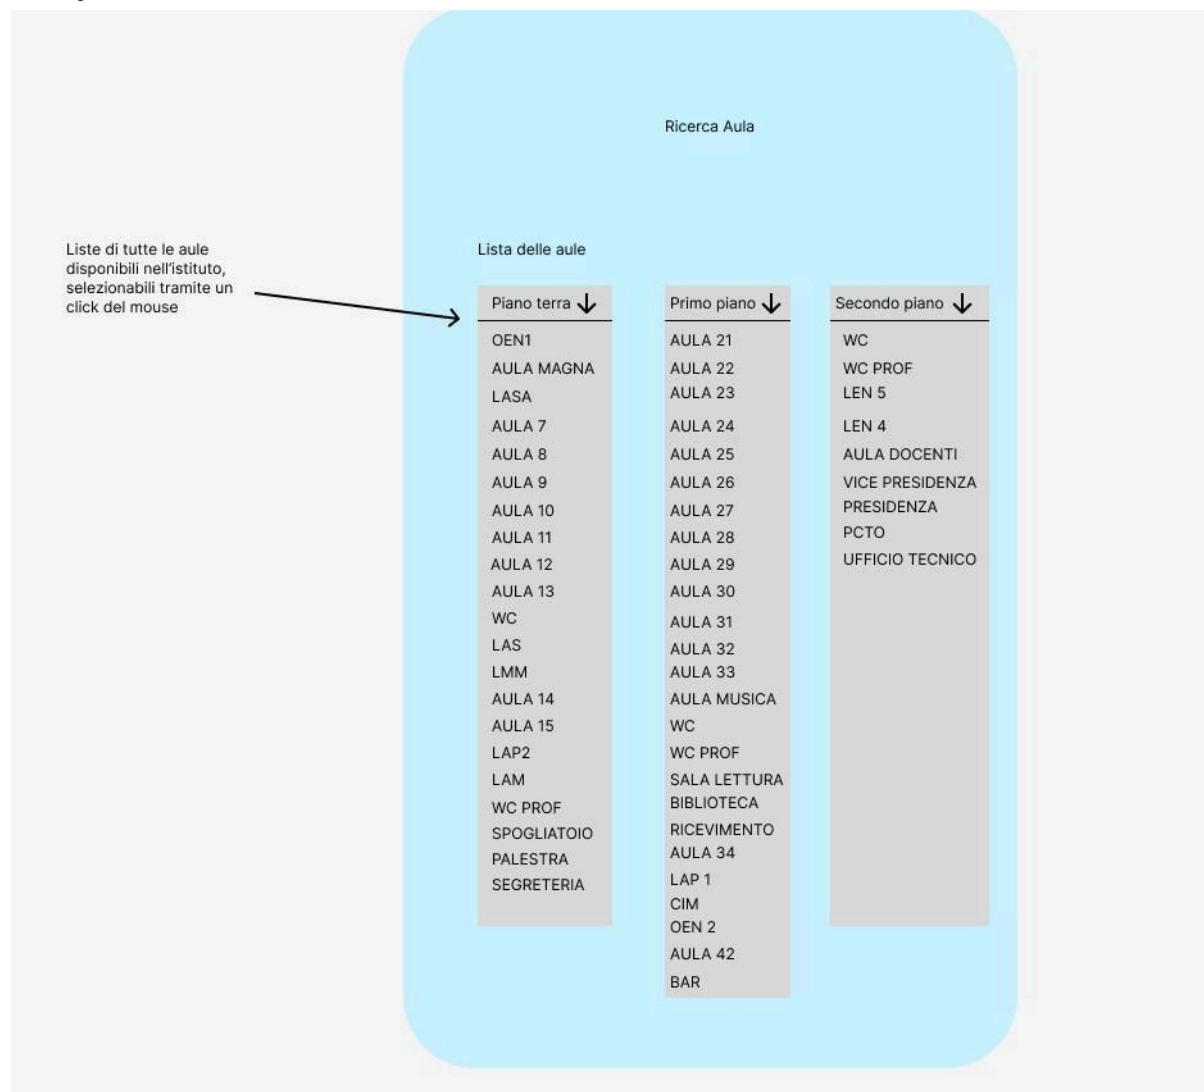 Ricerca Aula
Liste di tutte le aule
disponibili nell'istituto,
selezionabili tramite un
click del mouse
Lista delle aule
Piano terra
OEN1
AULA MAGNA
LASA
AULA 7
AULA 8
AULA 9
AULA 10
AULA 11
AULA 12
AULA 13
WC
LAS
LMM
AULA 14
AULA 15
LAP2
LAM
WC PROF
SPOGLIATOIO
PALESTRA
SEGRETERIA
Primo piano
AULA 21
AULA 22
AULA 23
AULA 24
AULA 25
AULA 26
AULA 27
AULA 28
AULA 29
AULA 30
AULA 31
AULA 32
AULA 33
AULA MUSICA
WC
WC PROF
SALA LETTURA
BIBLIOTECA
RICEVIMENTO
AULA 34
LAP 1
CIM
OEN 2
AULA 42
BAR
Secondo piano
WC
WC PROF
LEN 5
LEN 4
AULA DOCENTI
VICE PRESIDENZA
PRESIDENZA
PCTO
UFFICIO TECNICO